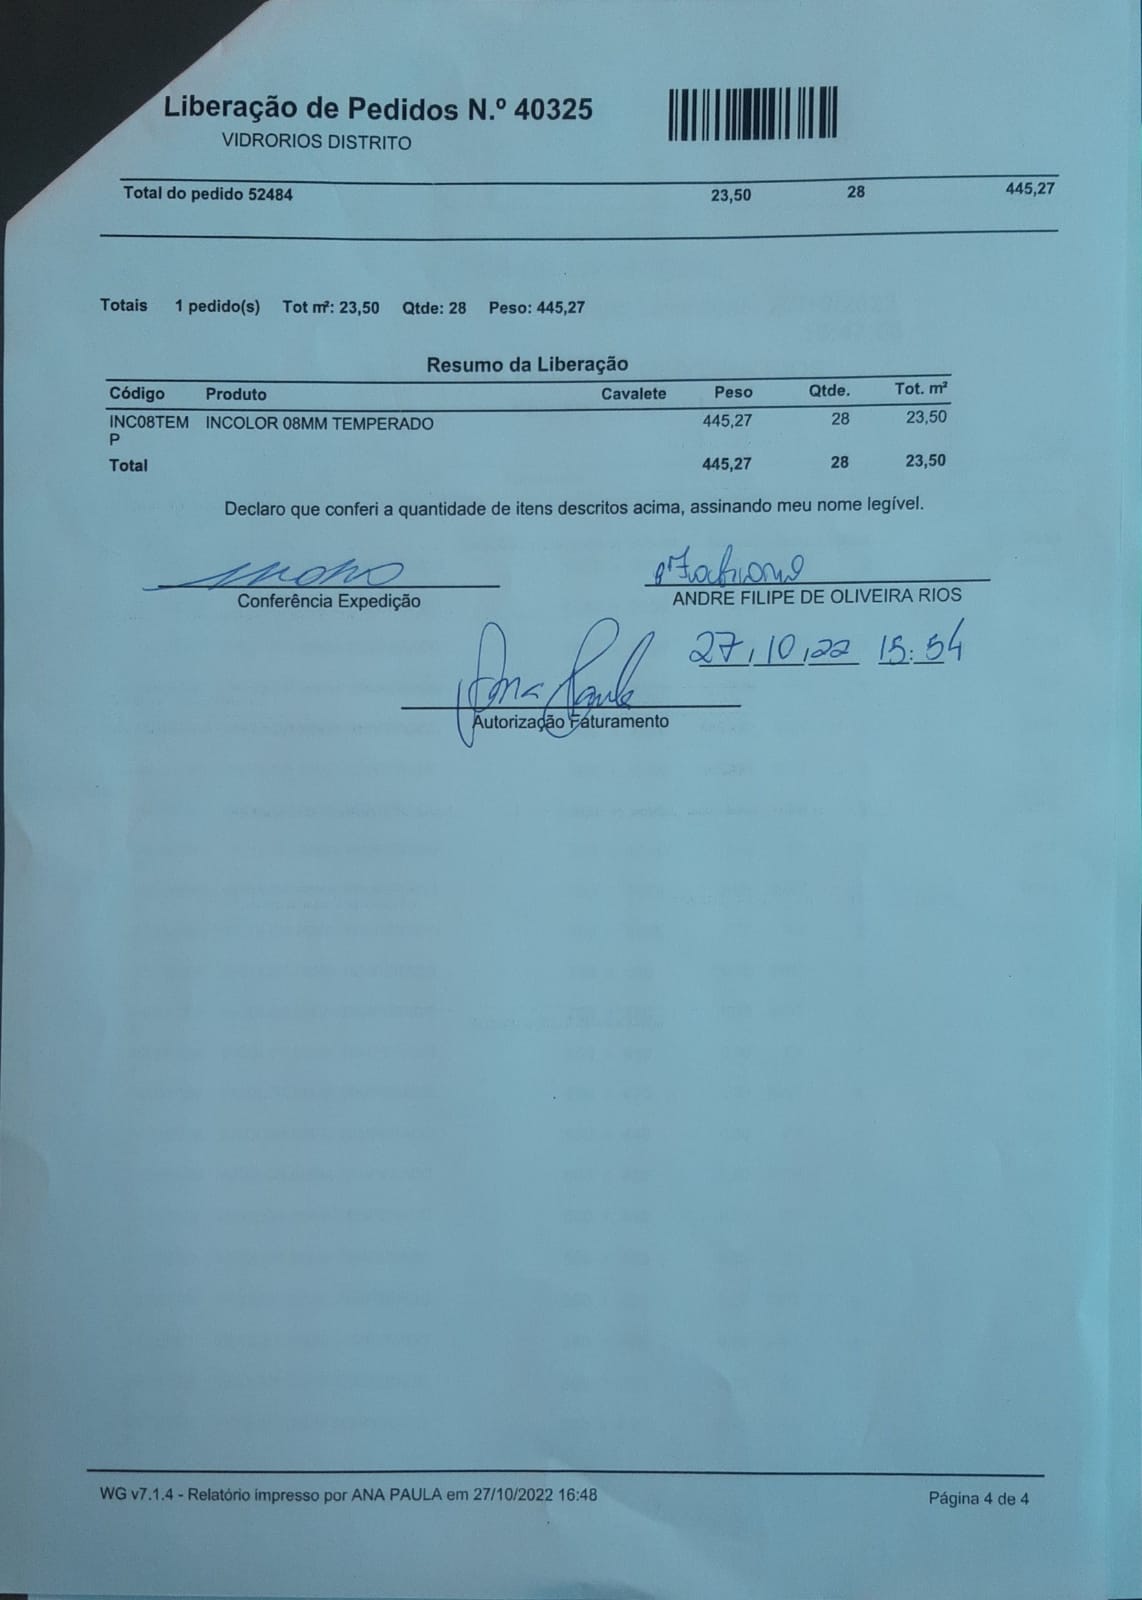 Liberação de Pedidos N.º 40325
VIDRORIOS DISTRITO
Total do pedido 52484 23,50 28 445,27
Totais 1 pedido(s) Tot m²: 23,50 Qtde: 28 Peso: 445,27
Resumo da Liberação
Código Produto Cavalete Peso Qtde. Tot. m²
INC08TEM INCOLOR 08MM TEMPERADO 445,27 28 23,50
P
Total 445,27 28 23,50
Declaro que conferi a quantidade de itens descritos acima, assinando meu nome legível.
Conferência Expedição
ANDRE FILIPE DE OLIVEIRA RIOS
27/10/22 15:54
Ana Paula
Autorização Faturamento
WG v7.1.4 - Relatório impresso por ANA PAULA em 27/10/2022 16:48
Página 4 de 4